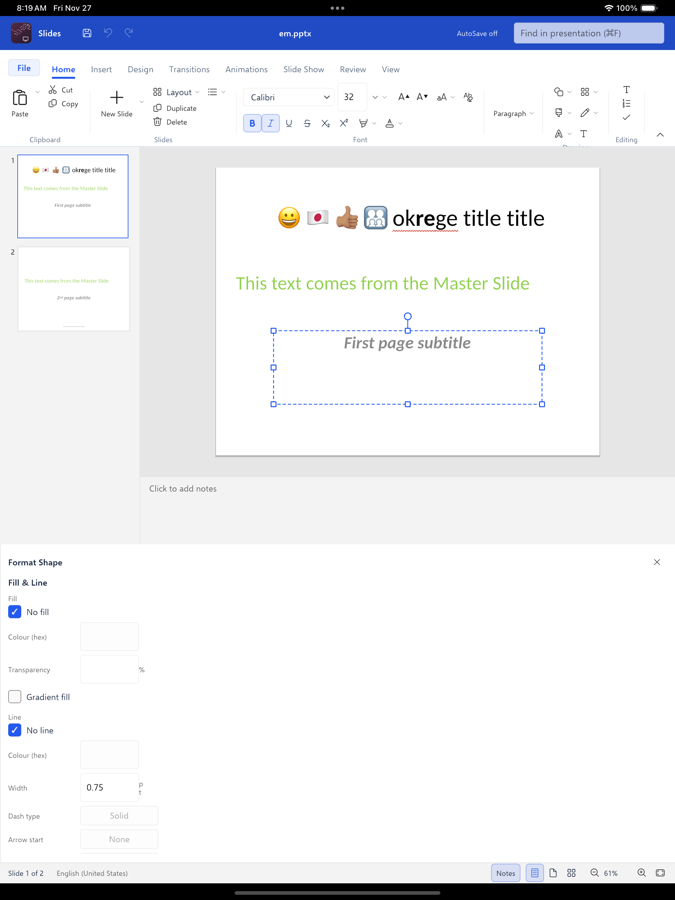 8:19 AM Fri Nov 27
100%
Slides
em.pptx
AutoSave off
Find in presentation (⌘F)
File
Home
Insert
Design
Transitions
Animations
Slide Show
Review
View
Paste
Cut
Copy
Clipboard
New Slide
Layout
Duplicate
Delete
Slides
Calibri
32
B I U S X₂ X²
Font
Paragraph
Editing
1
😀 🇯🇵 👍🏽 okrege title title
This text comes from the Master Slide
First page subtitle
2
This text comes from the Master Slide
2nd page subtitle
😀 🇯🇵 👍🏽 okrege title title
This text comes from the Master Slide
First page subtitle
Click to add notes
Format Shape
Fill & Line
Fill
No fill
Colour (hex)
Transparency
%
Gradient fill
Line
No line
Colour (hex)
Width
0.75
pt
Dash type
Solid
Arrow start
None
Slide 1 of 2
English (United States)
Notes
61%